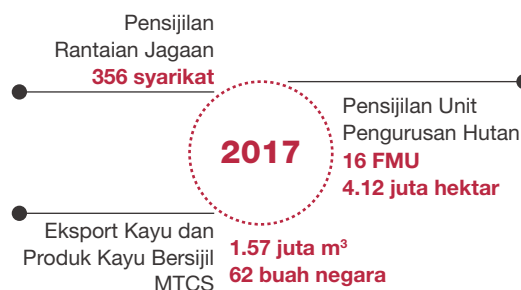 Pensijilan
Rantaian Jagaan
356 syarikat
2017
Pensijilan Unit
Pengurusan Hutan
16 FMU
4.12 juta hektar
Eksport Kayu dan
Produk Kayu Bersijil
MTCS
1.57 juta m³
62 buah negara